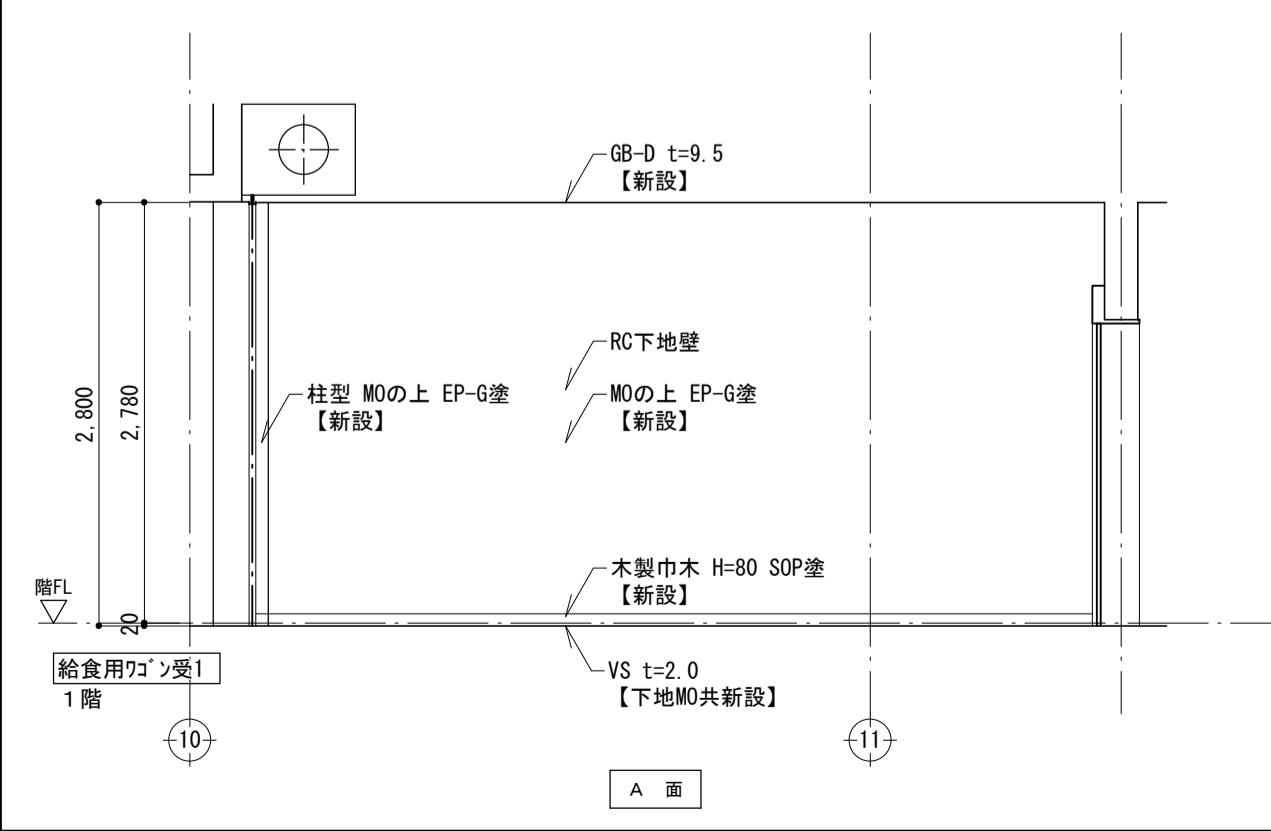 GB-D t=9.5
【新設】
RC下地壁
柱型 MOの上 EP-G塗
【新設】
MOの上 EP-G塗
【新設】
2,800
2,780
木製巾木 H=80 SOP塗
【新設】
階FL
20
給食用ワゴン受1
1階
VS t=2.0
【下地MO共新設】
10
11
A 面